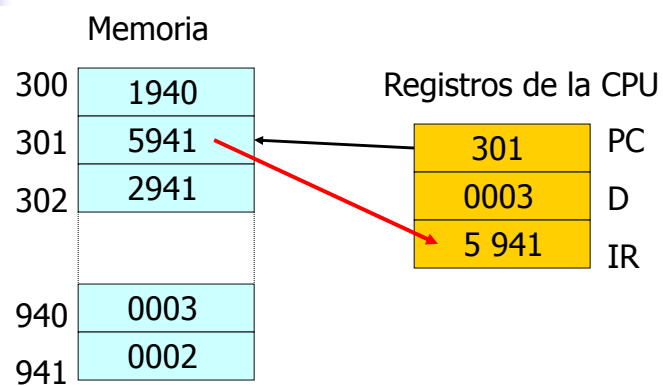 Memoria
300 1940
301 5941
302 2941
940 0003
941 0002
Registros de la CPU
301 PC
0003 D
5 941 IR